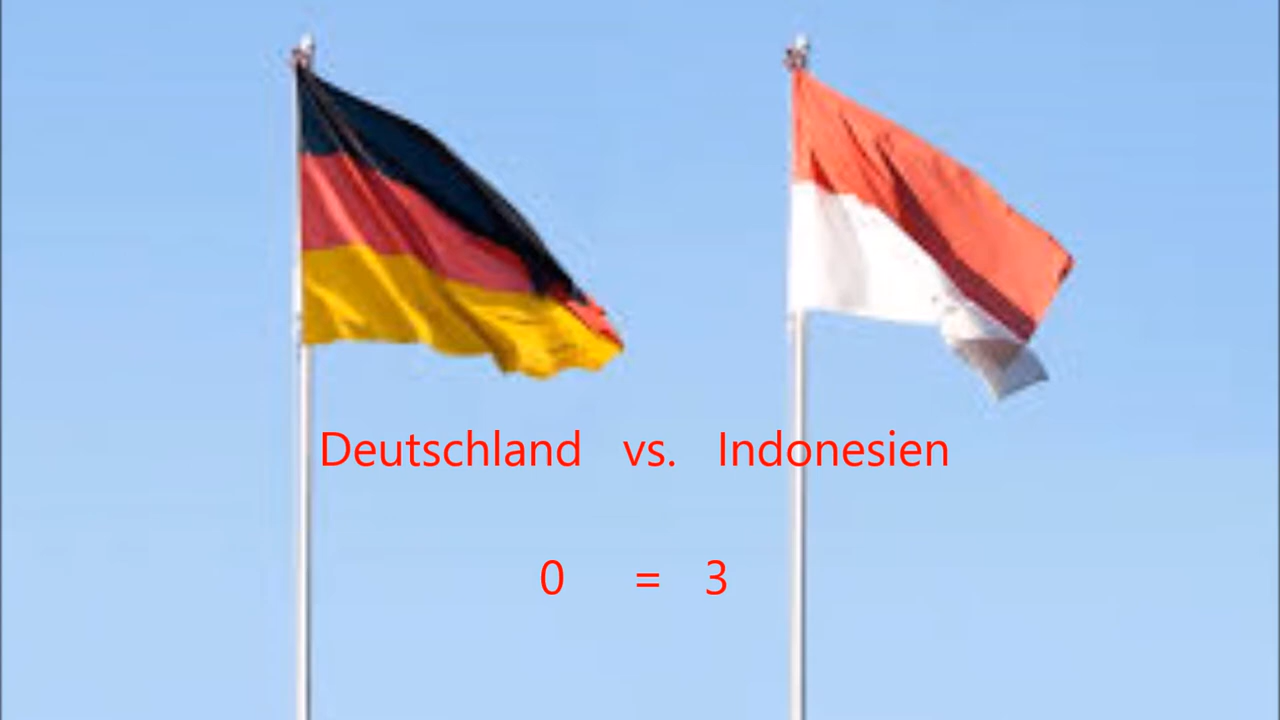 Deutschland vs. Indonesien
0 = 3